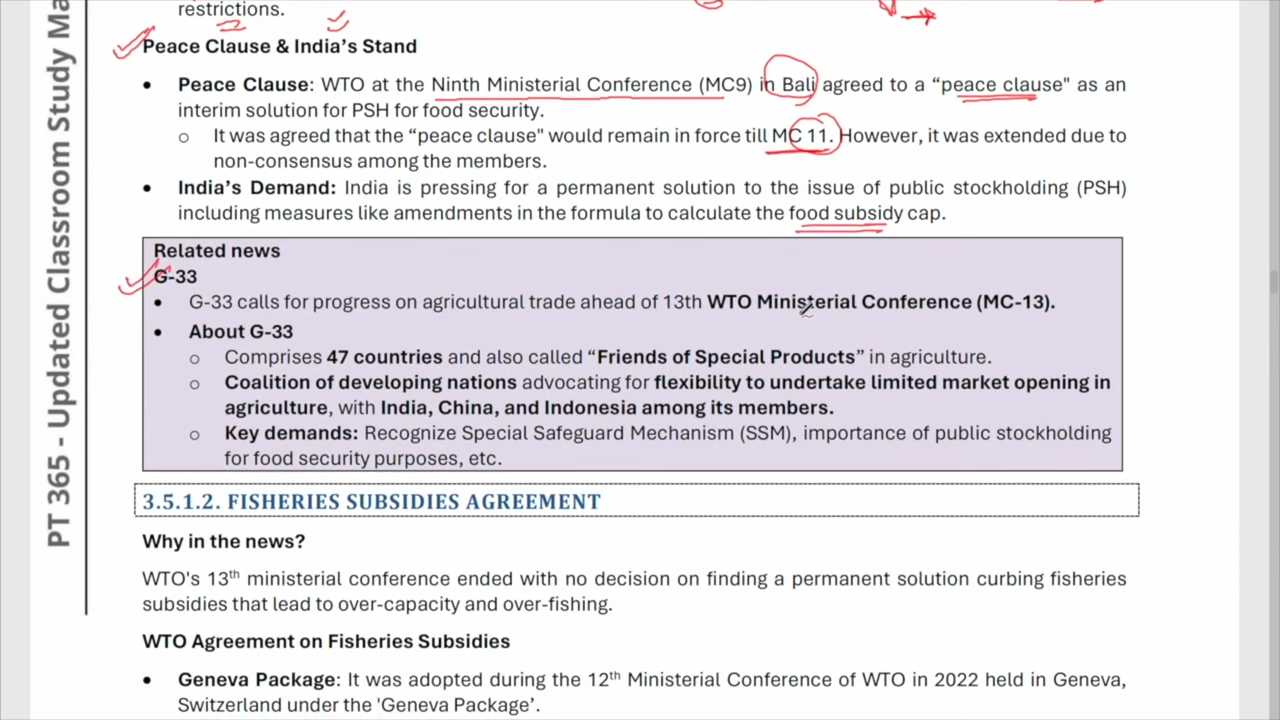 restrictions.
Peace Clause & India's Stand
• Peace Clause: WTO at the Ninth Ministerial Conference (MC9) in Bali agreed to a “peace clause" as an
interim solution for PSH for food security.
o It was agreed that the “peace clause" would remain in force till MC 11. However, it was extended due to
non-consensus among the members.
• India's Demand: India is pressing for a permanent solution to the issue of public stockholding (PSH)
including measures like amendments in the formula to calculate the food subsidy cap.
Related news
G-33
• G-33 calls for progress on agricultural trade ahead of 13th WTO Ministerial Conference (MC-13).
• About G-33
o Comprises 47 countries and also called “Friends of Special Products” in agriculture.
o Coalition of developing nations advocating for flexibility to undertake limited market opening in
agriculture, with India, China, and Indonesia among its members.
o Key demands: Recognize Special Safeguard Mechanism (SSM), importance of public stockholding
for food security purposes, etc.
3.5.1.2. FISHERIES SUBSIDIES AGREEMENT
Why in the news?
WTO's 13th ministerial conference ended with no decision on finding a permanent solution curbing fisheries
subsidies that lead to over-capacity and over-fishing.
WTO Agreement on Fisheries Subsidies
• Geneva Package: It was adopted during the 12th Ministerial Conference of WTO in 2022 held in Geneva,
Switzerland under the 'Geneva Package’.
PT 365 - Updated Classroom Study Ma